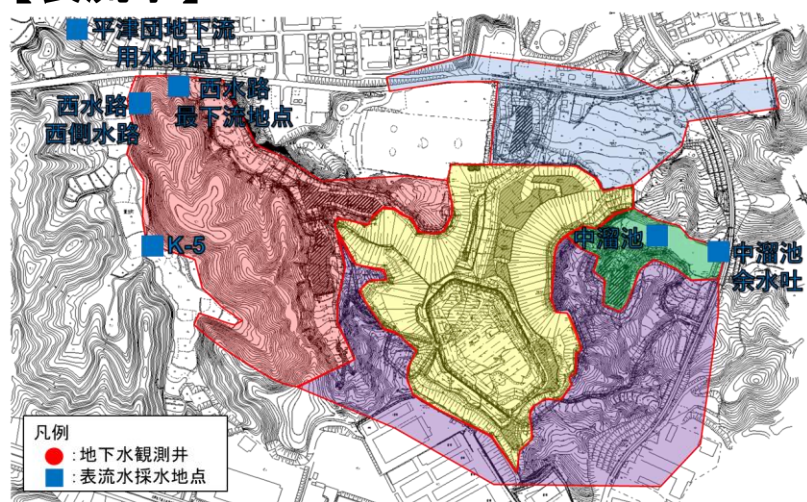 平津団地下流
用水地点
西水路
最下流地点
西水路
西側水路
K-5
中溜池
中溜池
余水吐
凡例
:地下水観測井
:表流水採水地点